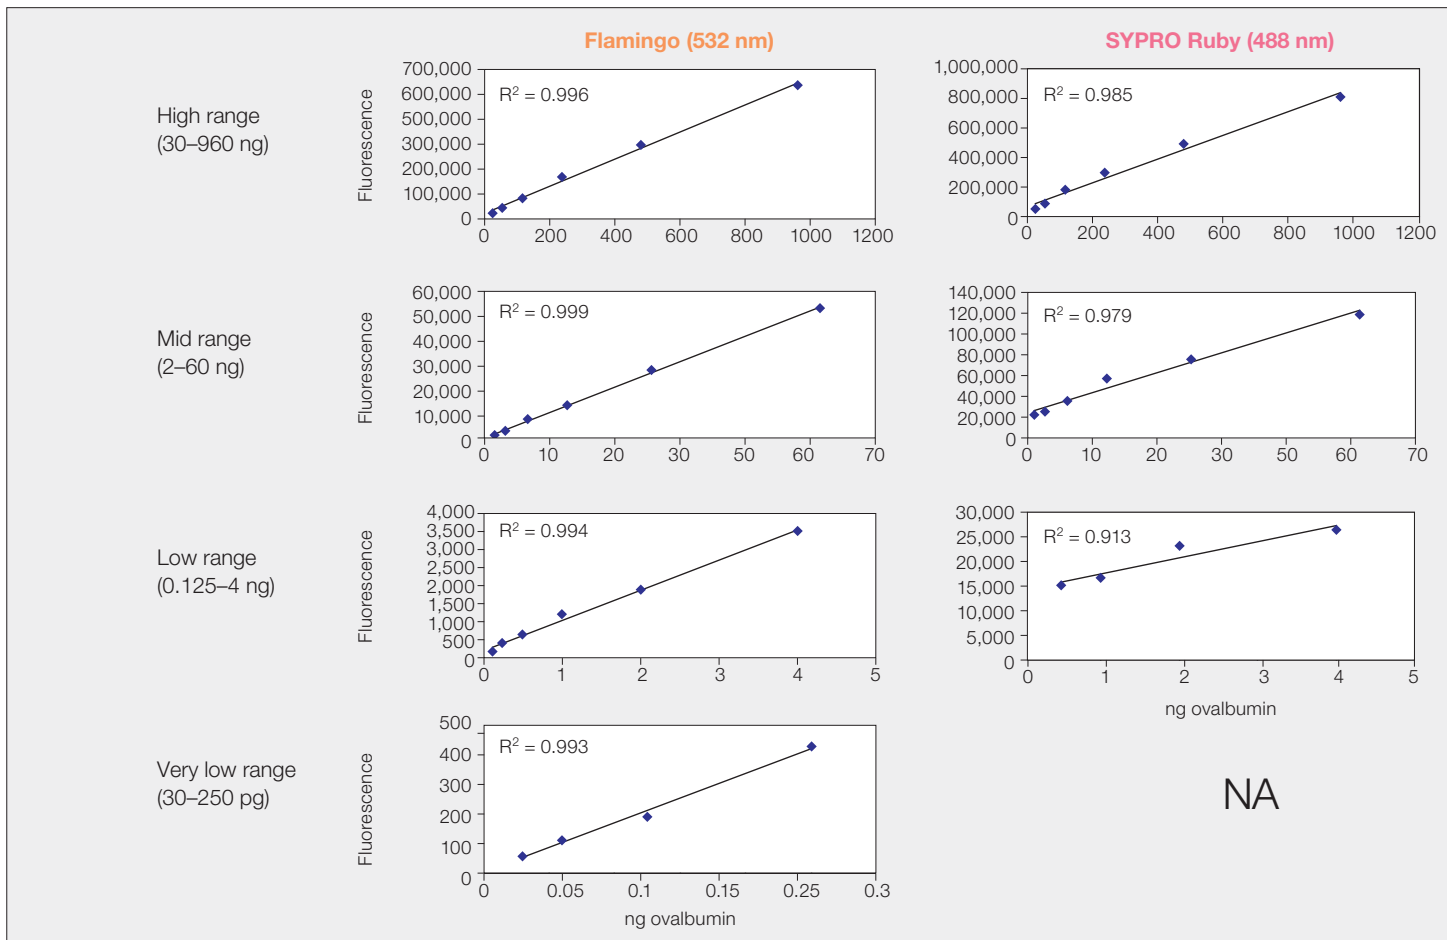 Flamingo (532 nm)
SYPRO Ruby (488 nm)
High range
(30–960 ng)
Fluorescence
700,000
600,000
500,000
400,000
300,000
200,000
100,000
0
R² = 0.996
0 200 400 600 800 1000 1200
1,000,000
800,000
600,000
400,000
200,000
0
R² = 0.985
0 200 400 600 800 1000 1200
Mid range
(2–60 ng)
Fluorescence
60,000
50,000
40,000
30,000
20,000
10,000
0
R² = 0.999
0 10 20 30 40 50 60 70
140,000
120,000
100,000
80,000
60,000
40,000
20,000
0
R² = 0.979
0 10 20 30 40 50 60 70
Low range
(0.125–4 ng)
Fluorescence
4,000
3,500
3,000
2,500
2,000
1,500
1,000
500
0
R² = 0.994
0 1 2 3 4 5
30,000
25,000
20,000
15,000
10,000
5,000
0
R² = 0.913
0 1 2 3 4 5
ng ovalbumin
Very low range
(30–250 pg)
Fluorescence
500
400
300
200
100
0
R² = 0.993
0 0.05 0.1 0.15 0.25 0.3
ng ovalbumin
NA